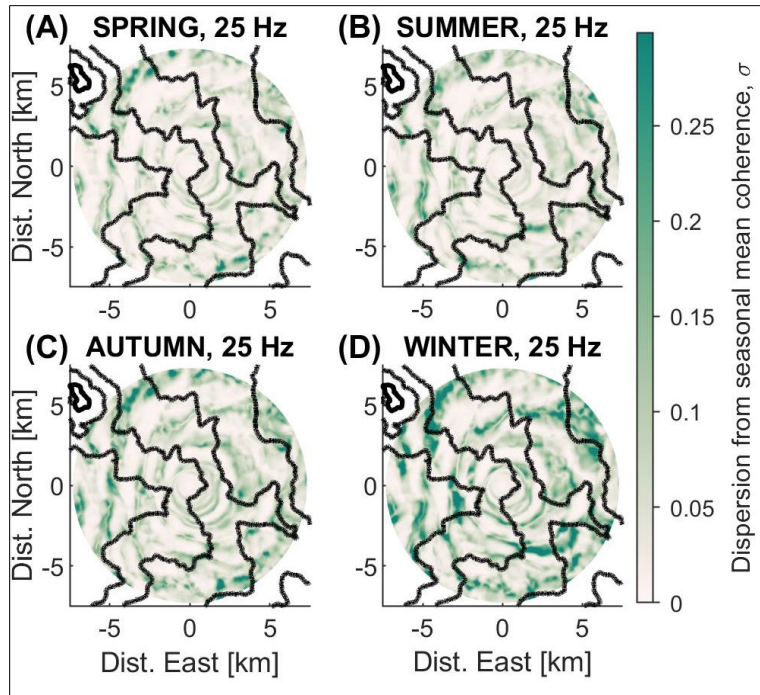 (A) SPRING, 25 Hz
(B) SUMMER, 25 Hz
Dist. North [km]
5
0
-5
-5 0 5
-5 0 5
(C) AUTUMN, 25 Hz
(D) WINTER, 25 Hz
Dist. North [km]
5
0
-5
-5 0 5
Dist. East [km]
5
0
-5
-5 0 5
Dist. East [km]
0.25
0.2
0.15
0.1
0.05
0
Dispersion from seasonal mean coherence, σ